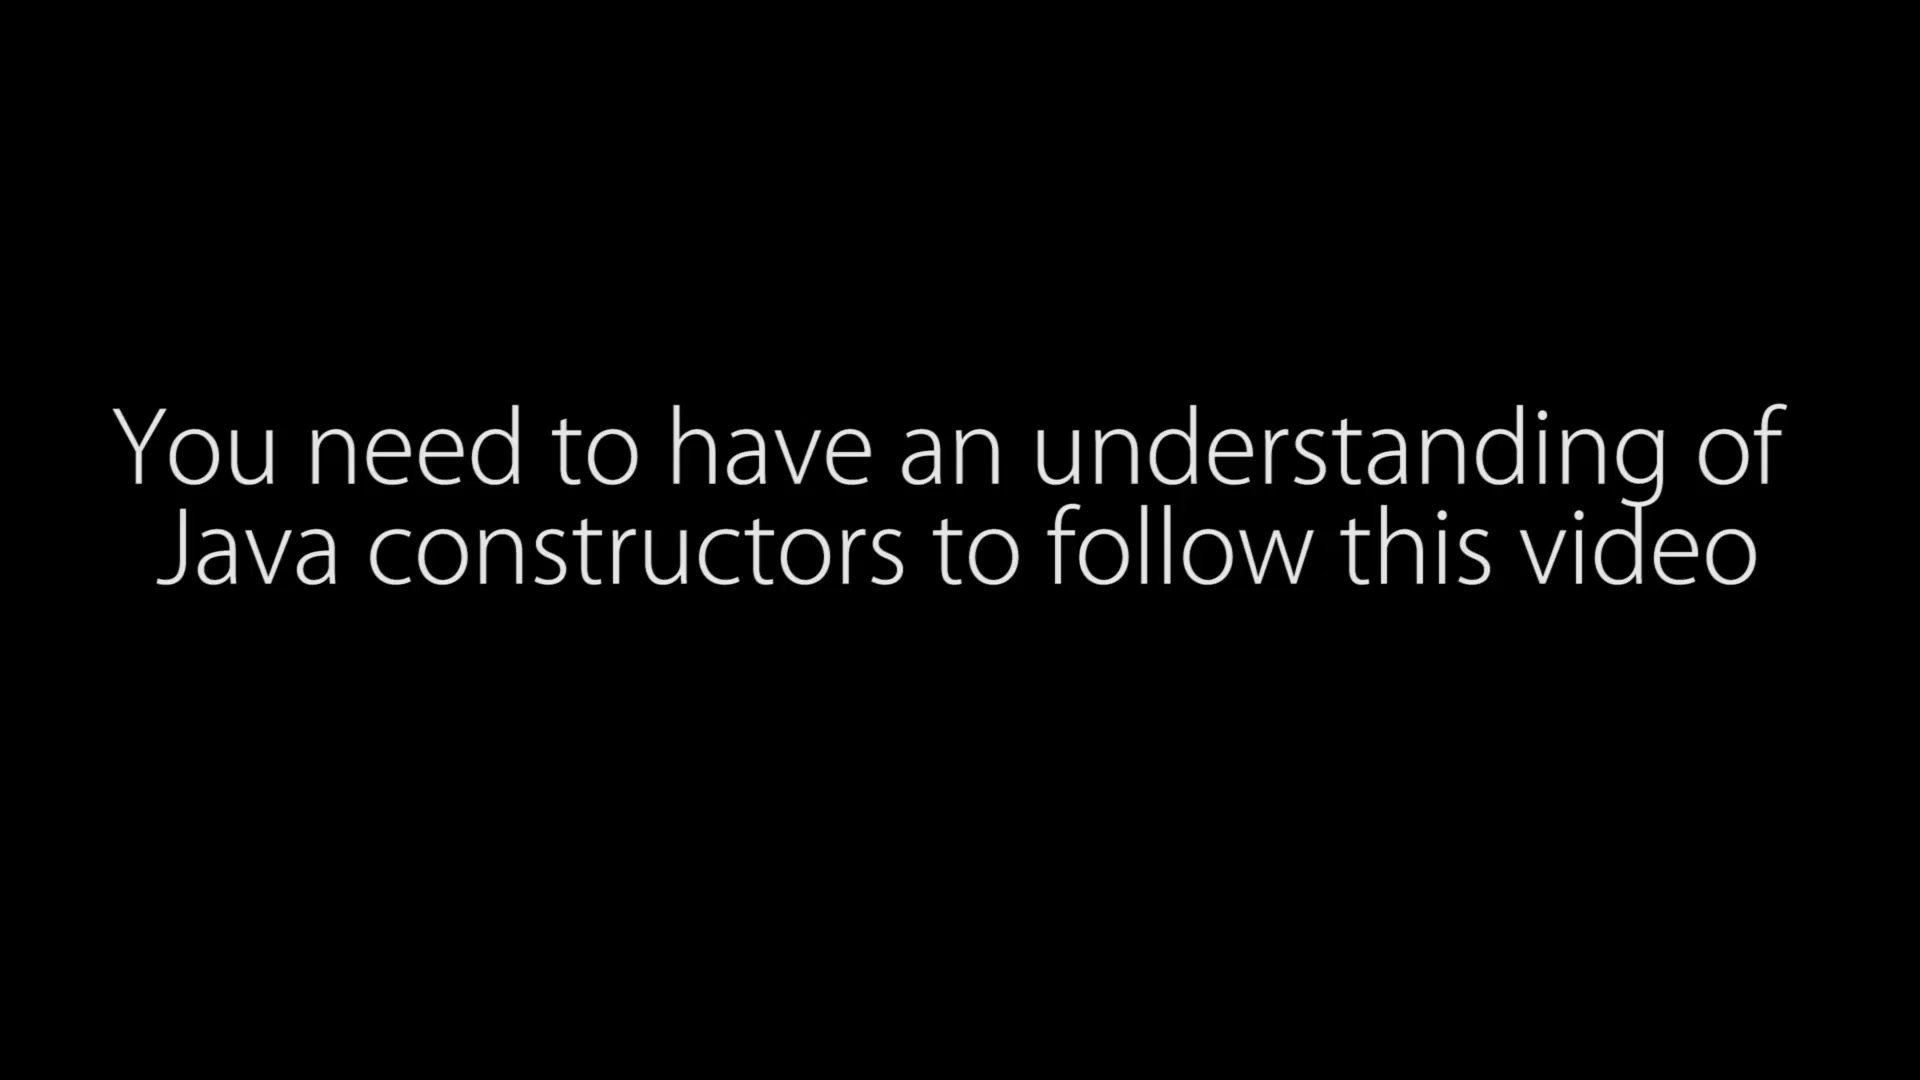 You need to have an understanding of
Java constructors to follow this video